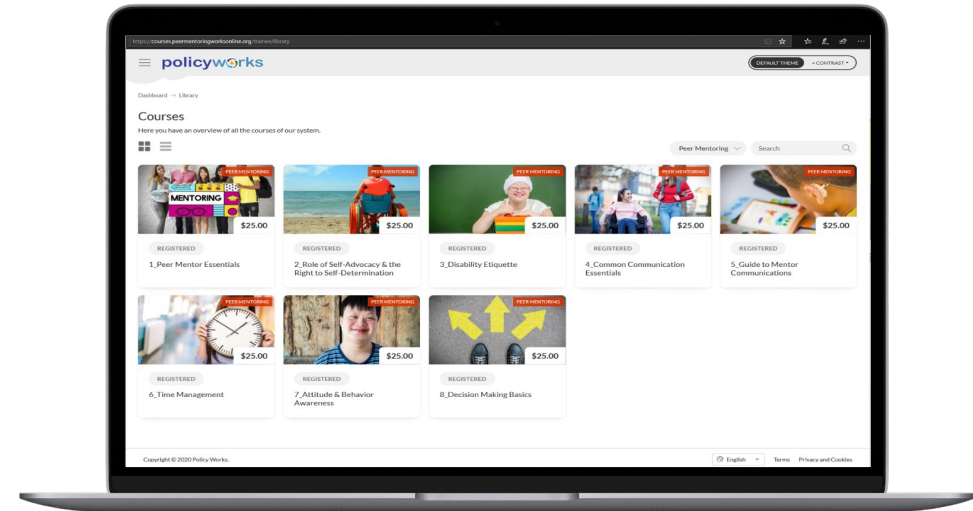 https://courses.peermentoringworksonline.org/trainee/library
policyworks
DEFAULT THEME
+ CONTRAST
Dashboard → Library
Courses
Here you have an overview of all the courses of our system.
Peer Mentoring
Search
PEER MENTORING
MENTORING
$25.00
REGISTERED
1_Peer Mentor Essentials
PEER MENTORING
$25.00
REGISTERED
2_Role of Self-Advocacy & the
Right to Self-Determination
PEER MENTORING
$25.00
REGISTERED
3_Disability Etiquette
PEER MENTORING
$25.00
REGISTERED
4_Common Communication
Essentials
PEER MENTORING
$25.00
REGISTERED
5_Guide to Mentor
Communications
PEER MENTORING
$25.00
REGISTERED
6_Time Management
PEER MENTORING
$25.00
REGISTERED
7_Attitude & Behavior
Awareness
PEER MENTORING
$25.00
REGISTERED
8_Decision Making Basics
Copyright © 2020 Policy Works.
English
Terms
Privacy and Cookies